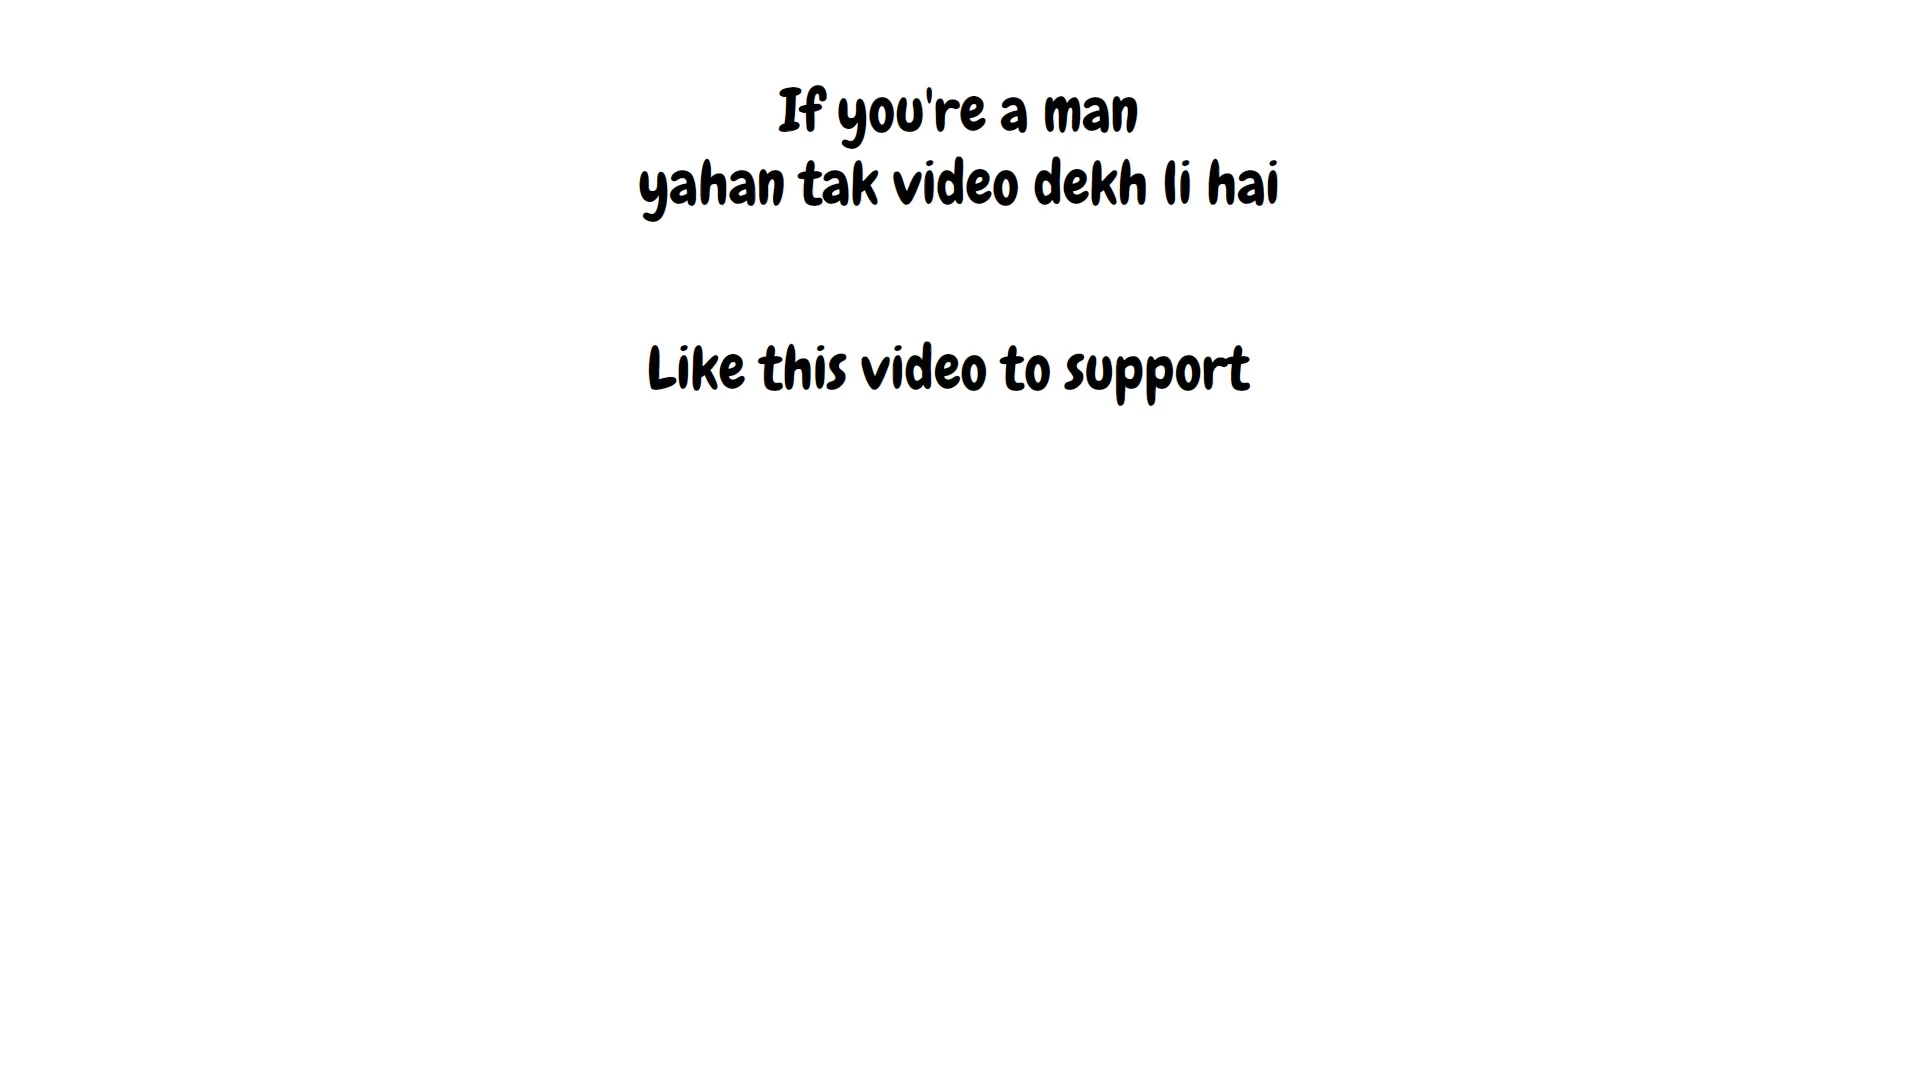 If you're a man
yahan tak video dekh li hai
Like this video to support